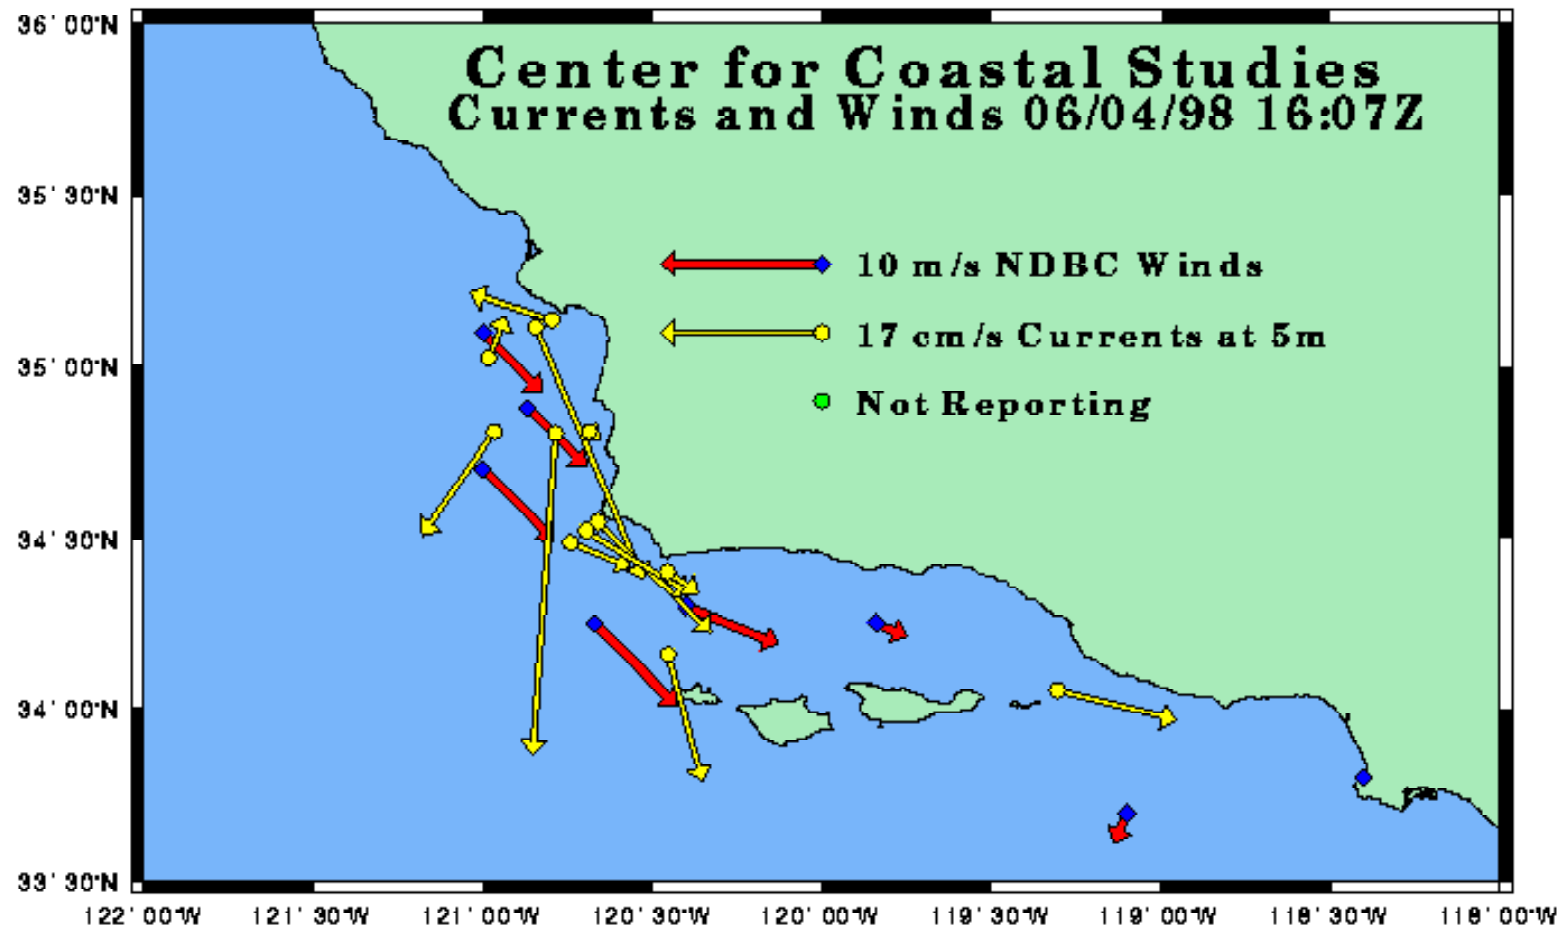 Center for Coastal Studies
Currents and Winds 06/04/98 16:07Z
10 m/s NDBC Winds
17 cm/s Currents at 5m
Not Reporting
36° 00'N
35° 30'N
35° 00'N
34° 30'N
34° 00'N
33° 30'N
122° 00'W 121° 30'W 121° 00'W 120° 30'W 120° 00'W 119° 30'W 119° 00'W 118° 30'W 118° 00'W